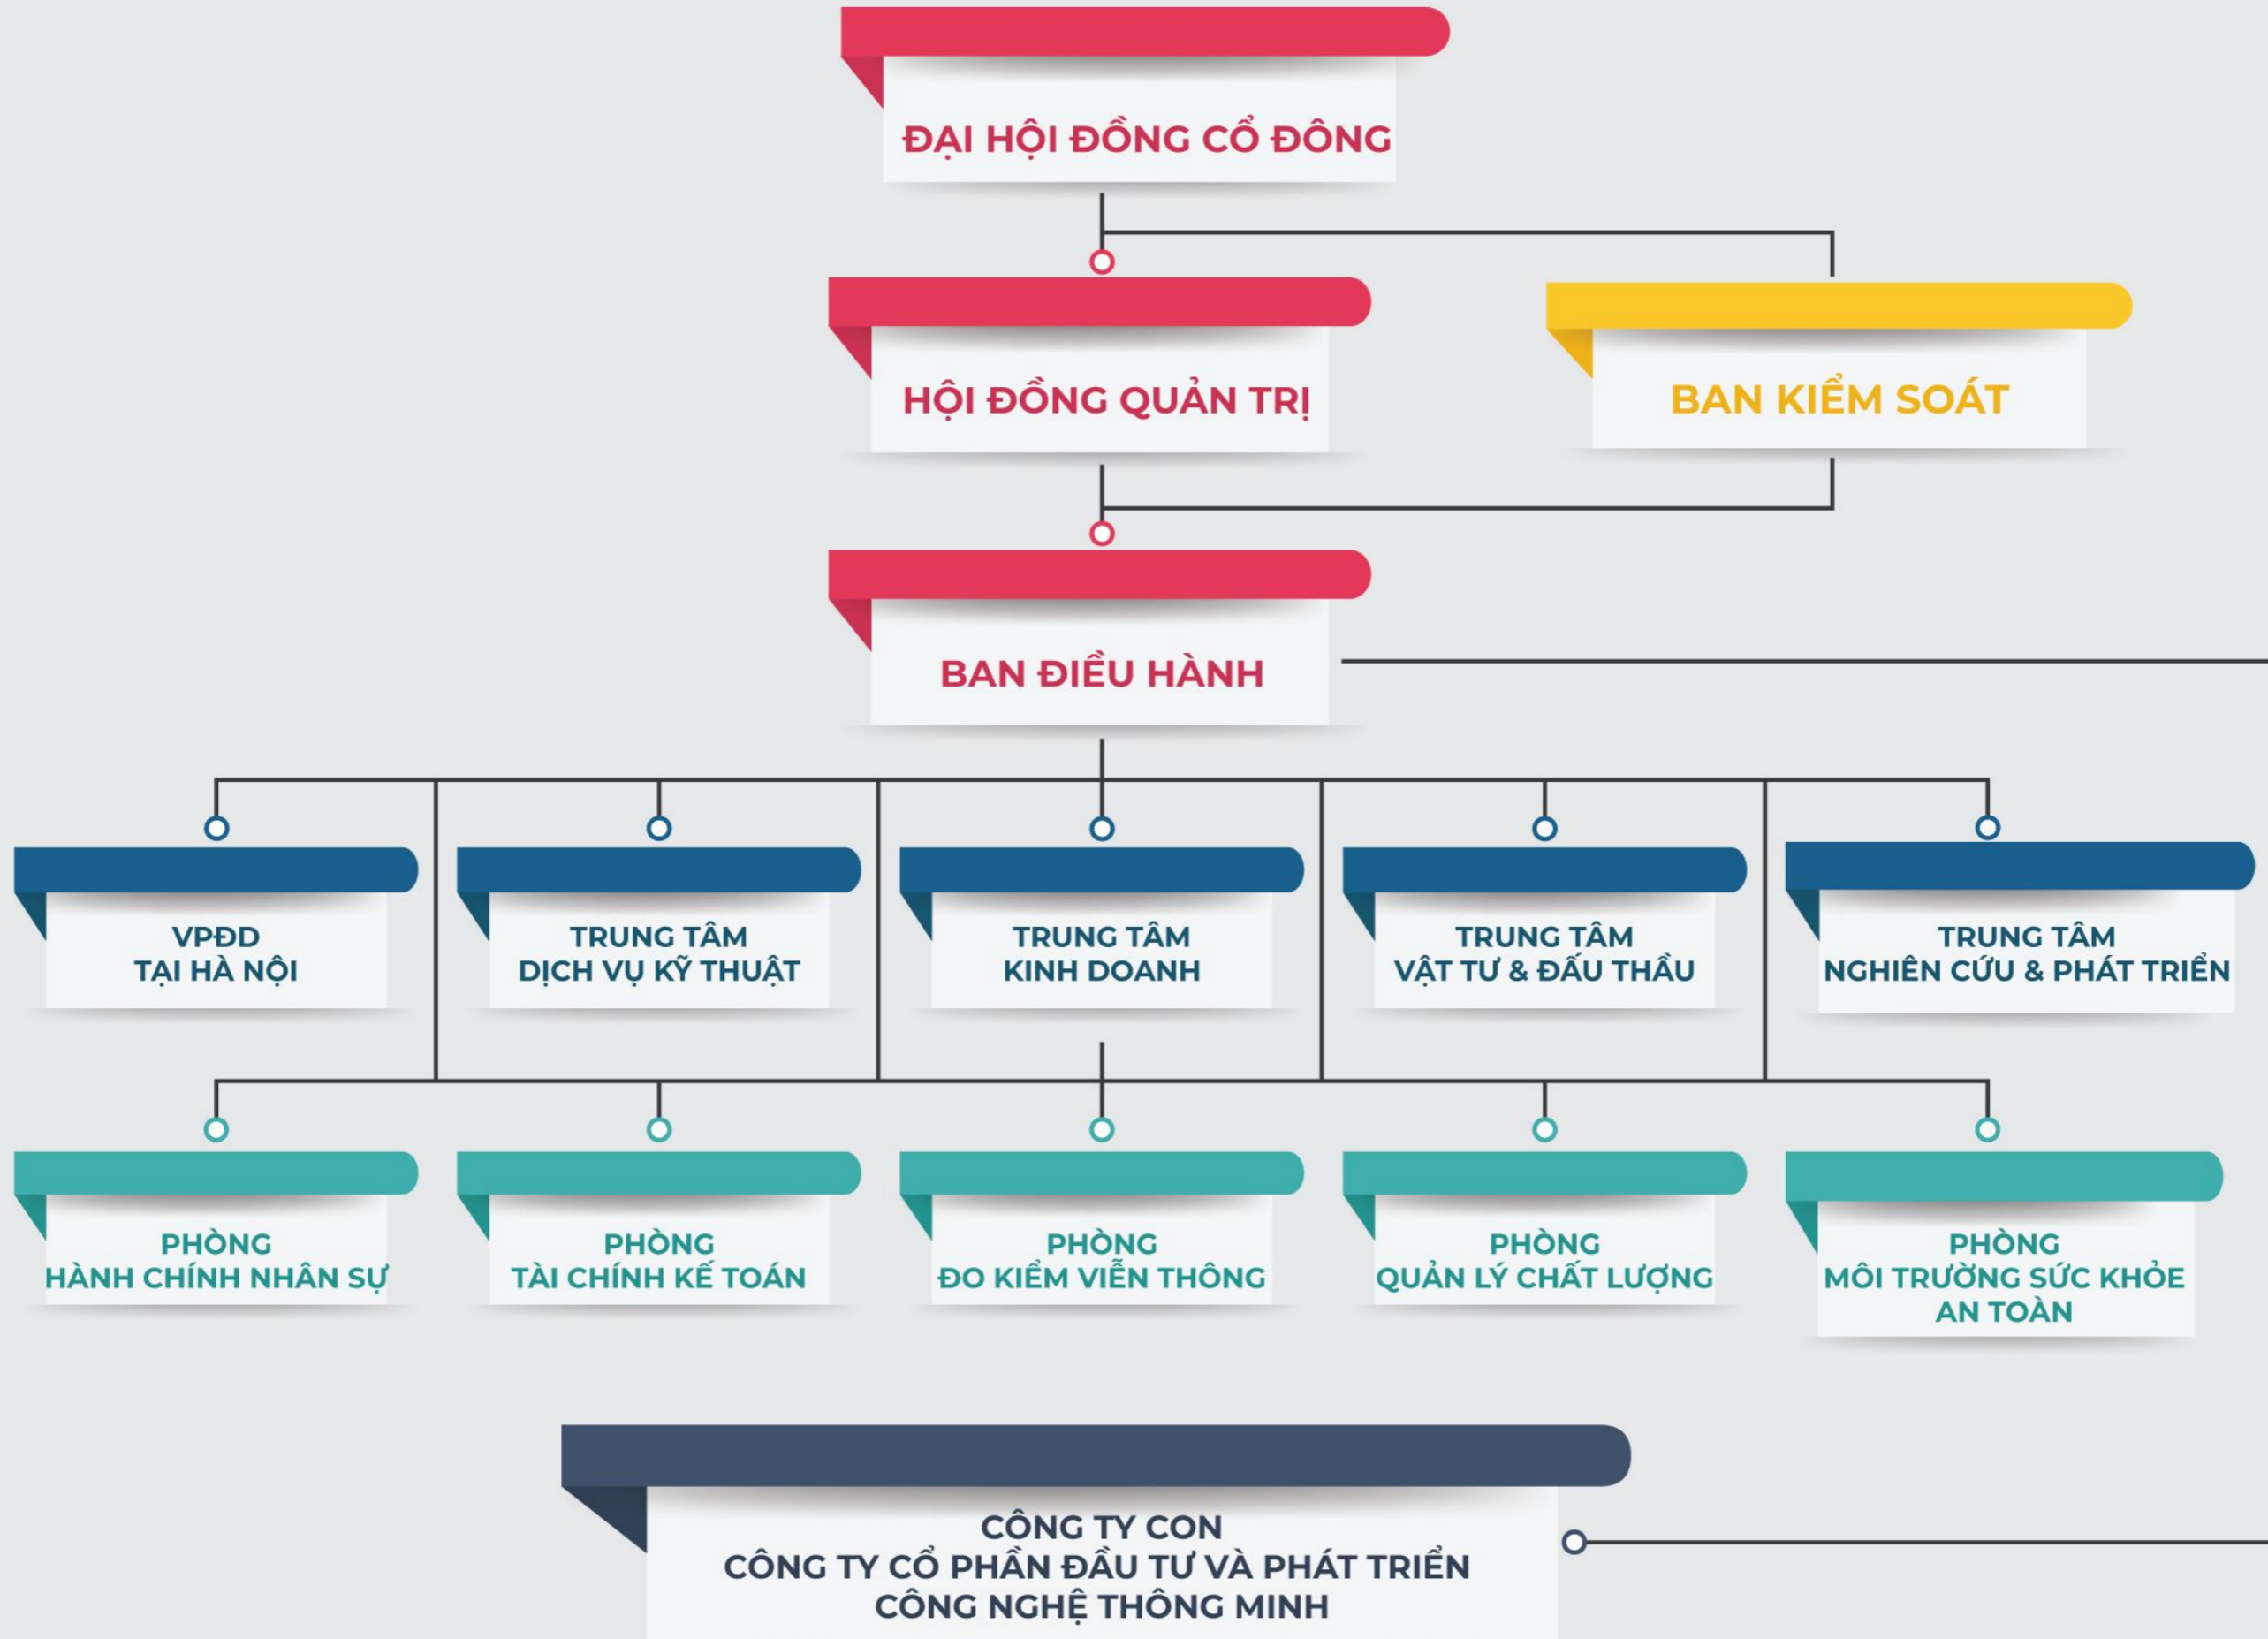 ĐẠI HỘI ĐỒNG CỔ ĐÔNG
HỘI ĐỒNG QUẢN TRỊ
BAN KIỂM SOÁT
BAN ĐIỀU HÀNH
VPĐD
TẠI HÀ NỘI
TRUNG TÂM
DỊCH VỤ KỸ THUẬT
TRUNG TÂM
KINH DOANH
TRUNG TÂM
VẬT TƯ & ĐẤU THẦU
TRUNG TÂM
NGHIÊN CỨU & PHÁT TRIỂN
PHÒNG
HÀNH CHÍNH NHÂN SỰ
PHÒNG
TÀI CHÍNH KẾ TOÁN
PHÒNG
ĐO KIỂM VIỄN THÔNG
PHÒNG
QUẢN LÝ CHẤT LƯỢNG
PHÒNG
MÔI TRƯỜNG SỨC KHỎE
AN TOÀN
CÔNG TY CON
CÔNG TY CỔ PHẦN ĐẦU TƯ VÀ PHÁT TRIỂN
CÔNG NGHỆ THÔNG MINH